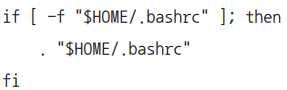 if [ -f "$HOME/.bashrc" ]; then
    . "$HOME/.bashrc"
fi